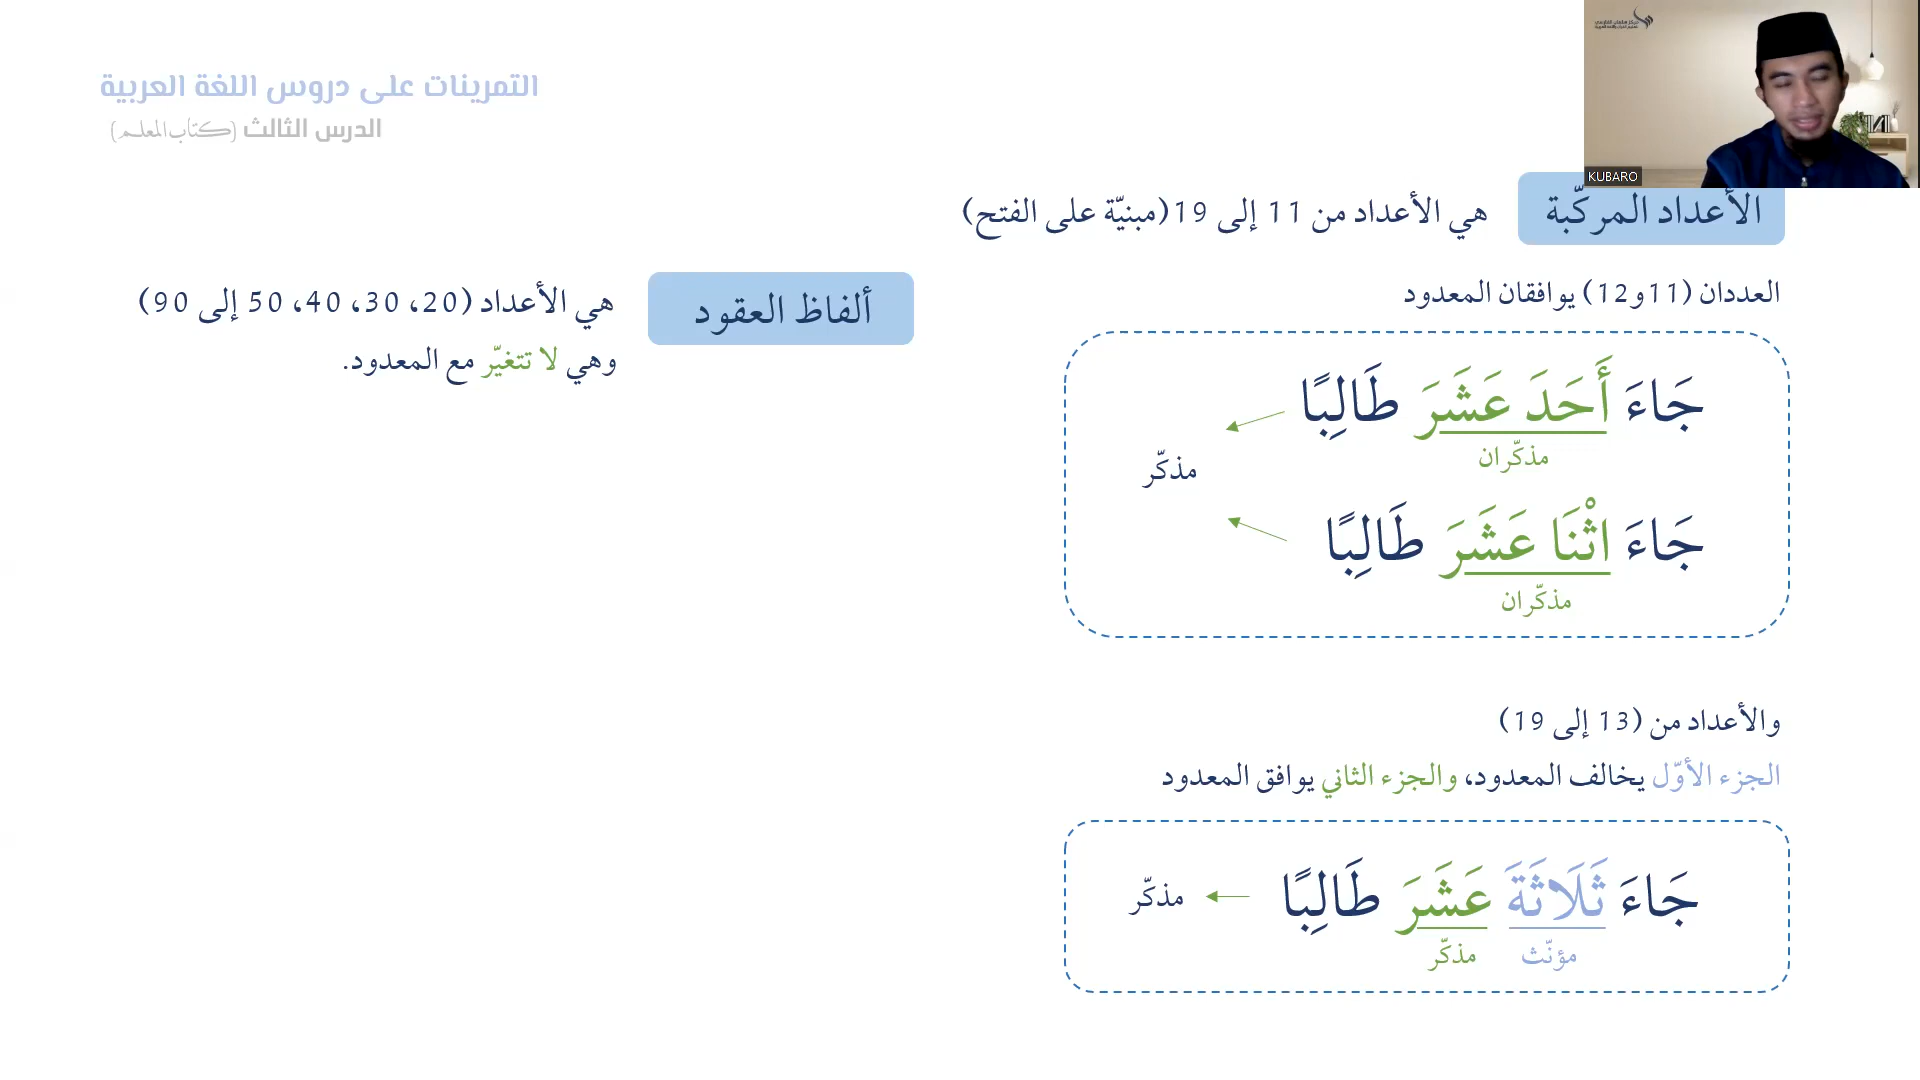 التمرينات على دروس اللغة العربية
الدرس الثالث (كتاب المعلم)
KUBARO
الأعداد المركّبة
هي الأعداد من 11 إلى 19(مبنيّة على الفتح)
العددان (11و12) يوافقان المعدود
جَاءَ أَحَدَ عَشَرَ طَالِبًا
مذكّران
مذكّر
جَاءَ اثْنَا عَشَرَ طَالِبًا
مذكّران
والأعداد من (13 إلى 19)
الجزء الأوّل يخالف المعدود، والجزء الثاني يوافق المعدود
جَاءَ ثَلَاثَةَ عَشَرَ طَالِبًا
مذكّر
مؤنّث
مذكّر
ألفاظ العقود
هي الأعداد (20، 30، 40، 50 إلى 90)
وهي لا تتغيّر مع المعدود.